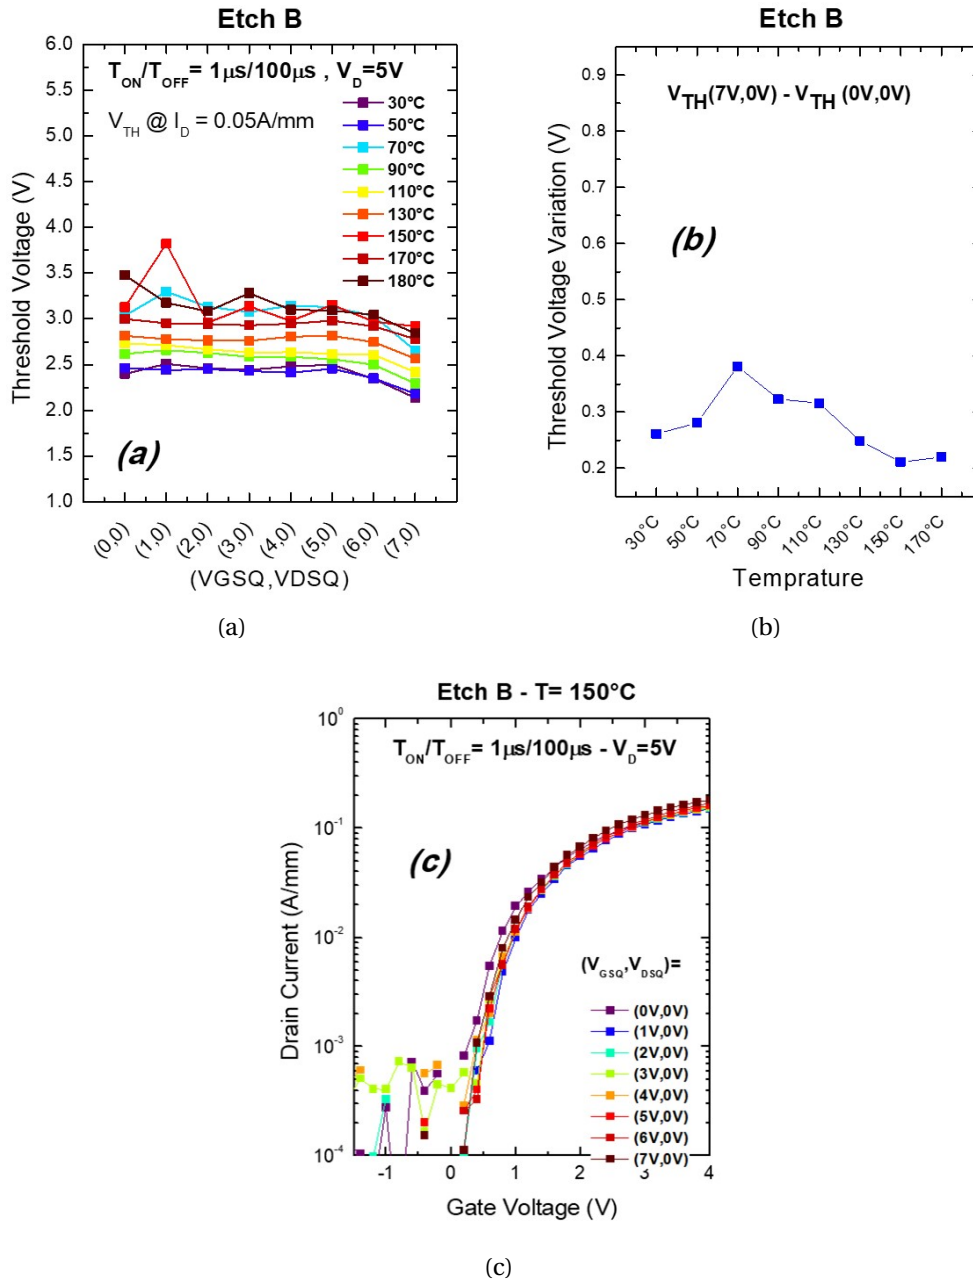 Etch B
T_ON/T_OFF= 1µs/100µs , V_D=5V
V_TH @ I_D = 0.05A/mm
30°C
50°C
70°C
90°C
110°C
130°C
150°C
170°C
180°C
6.0
5.5
5.0
4.5
4.0
3.5
3.0
2.5
2.0
1.5
1.0
Threshold Voltage (V)
(a)
(0,0)
(1,0)
(2,0)
(3,0)
(4,0)
(5,0)
(6,0)
(7,0)
(VGSQ,VDSQ)
(a)
Etch B
V_TH(7V,0V) - V_TH (0V,0V)
0.9
0.8
0.7
0.6
0.5
0.4
0.3
0.2
Threshold Voltage Variation (V)
(b)
30°C
50°C
70°C
90°C
110°C
130°C
150°C
170°C
Temprature
(b)
Etch B - T= 150°C
T_ON/T_OFF= 1µs/100µs - V_D=5V
10^0
10^-1
10^-2
10^-3
10^-4
Drain Current (A/mm)
(c)
(V_GSQ,V_DSQ)=
(0V,0V)
(1V,0V)
(2V,0V)
(3V,0V)
(4V,0V)
(5V,0V)
(6V,0V)
(7V,0V)
-1
0
1
2
3
4
Gate Voltage (V)
(c)